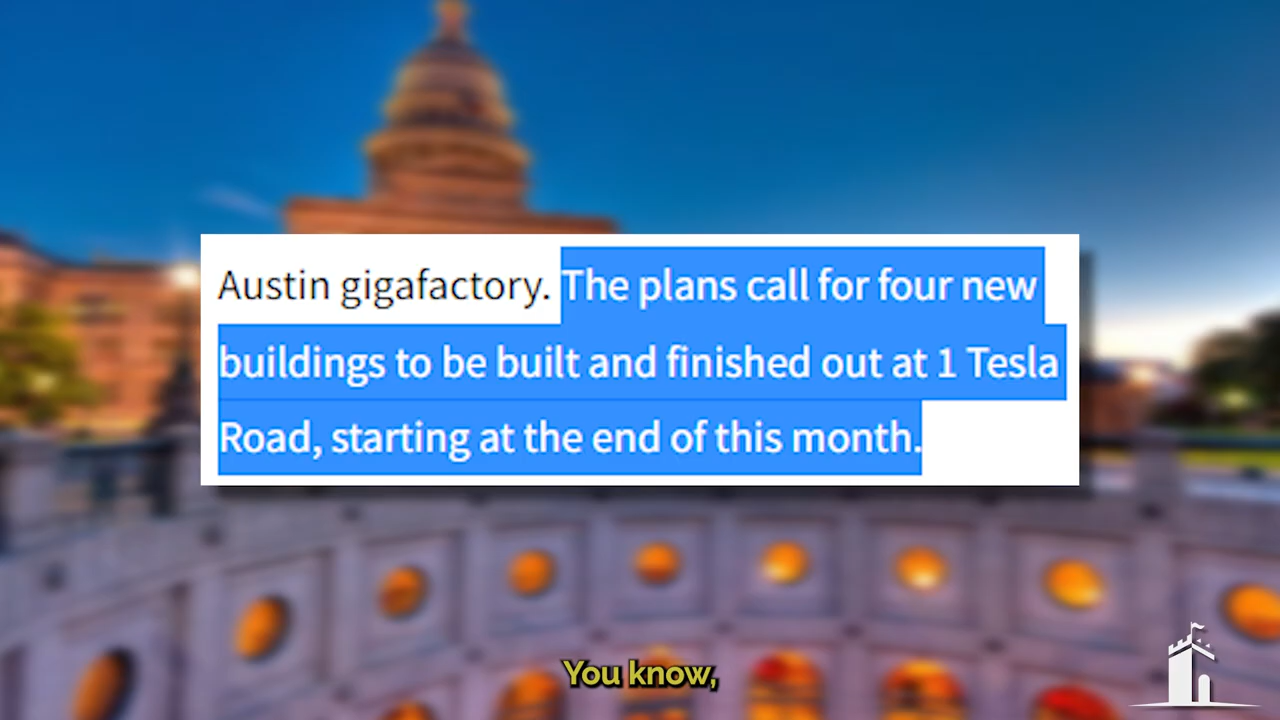 Austin gigafactory. The plans call for four new
buildings to be built and finished out at 1 Tesla
Road, starting at the end of this month.
You know,